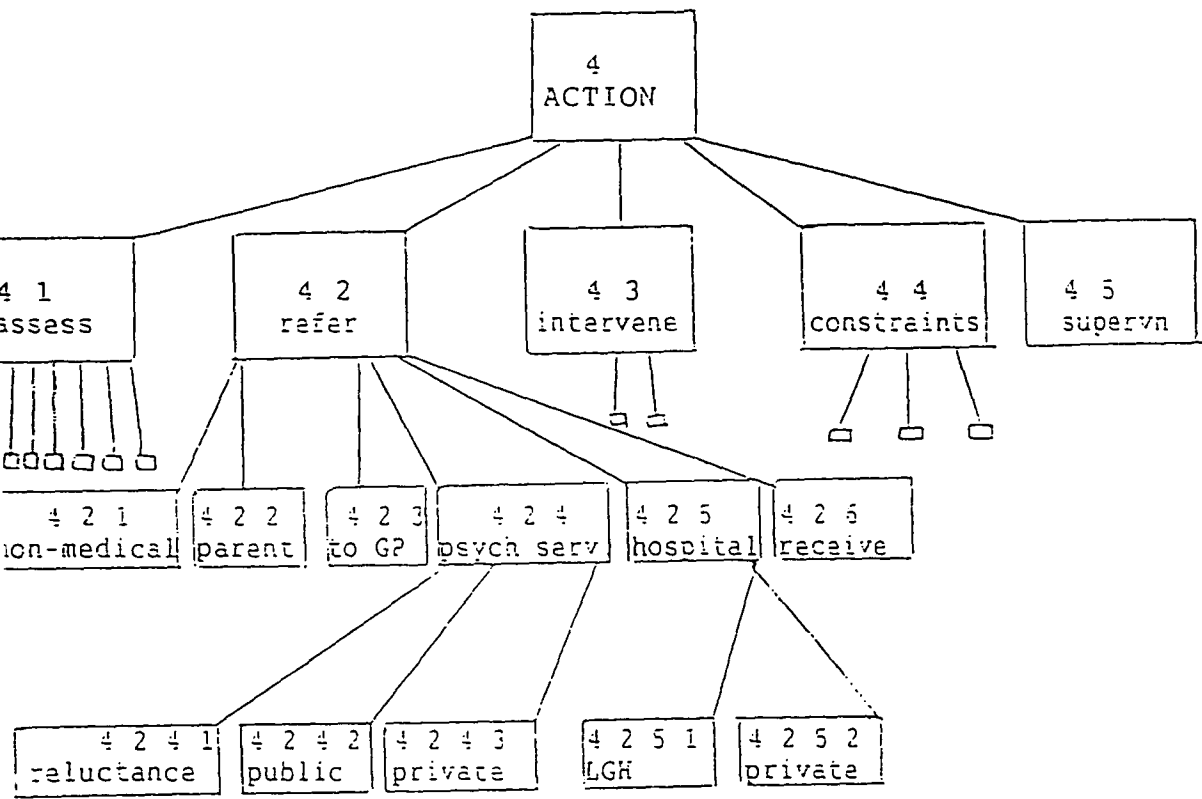 4
ACTION
4 1
assess
4 2
refer
4 3
intervene
4 4
constraints
4 5
supervn
4 2 1
non-medical
4 2 2
parent
4 2 3
to GP
4 2 4
psych serv
4 2 5
hospital
4 2 6
receive
4 2 4 1
reluctance
4 2 4 2
public
4 2 4 3
private
4 2 5 1
LGH
4 2 5 2
private